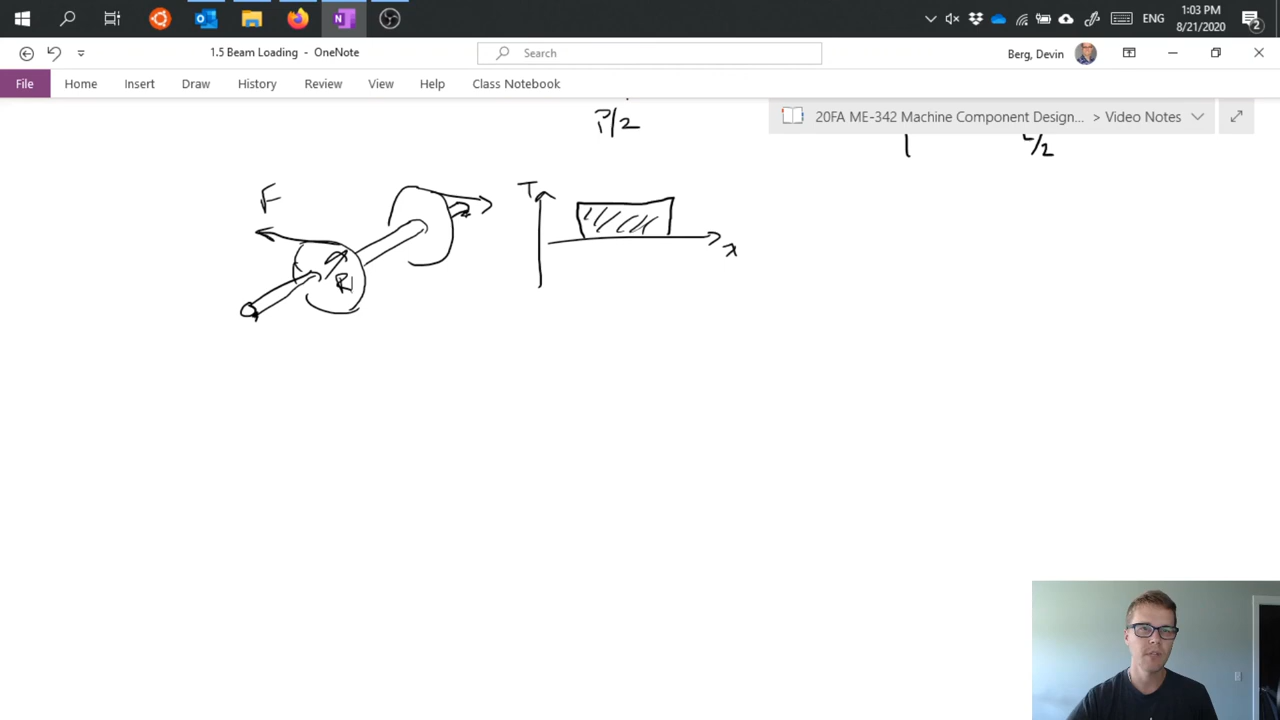 1:03 PM
ENG
8/21/2020
2
1.5 Beam Loading - OneNote
Search
Berg, Devin
File Home Insert Draw History Review View Help Class Notebook
20FA ME-342 Machine Component Design... > Video Notes
P/2
L/2
F
T
R
x